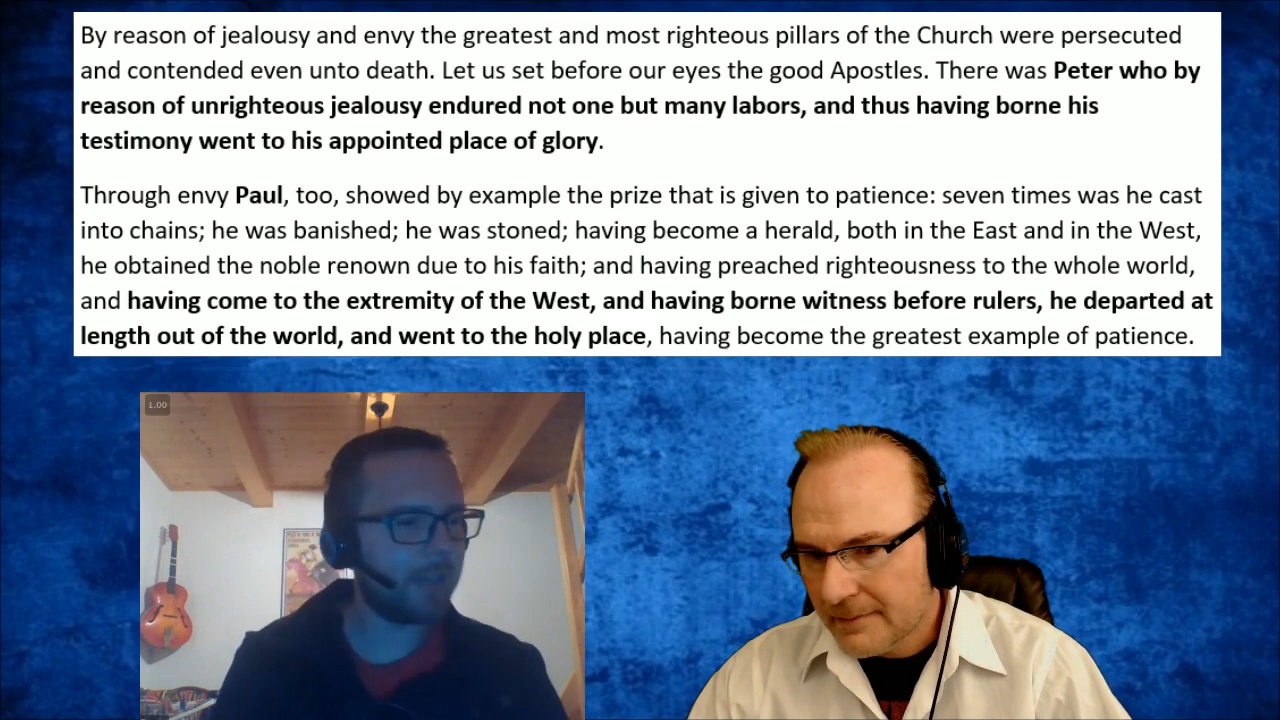 By reason of jealousy and envy the greatest and most righteous pillars of the Church were persecuted
and contended even unto death. Let us set before our eyes the good Apostles. There was Peter who by
reason of unrighteous jealousy endured not one but many labors, and thus having borne his
testimony went to his appointed place of glory.
Through envy Paul, too, showed by example the prize that is given to patience: seven times was he cast
into chains; he was banished; he was stoned; having become a herald, both in the East and in the West,
he obtained the noble renown due to his faith; and having preached righteousness to the whole world,
and having come to the extremity of the West, and having borne witness before rulers, he departed at
length out of the world, and went to the holy place, having become the greatest example of patience.
1.00